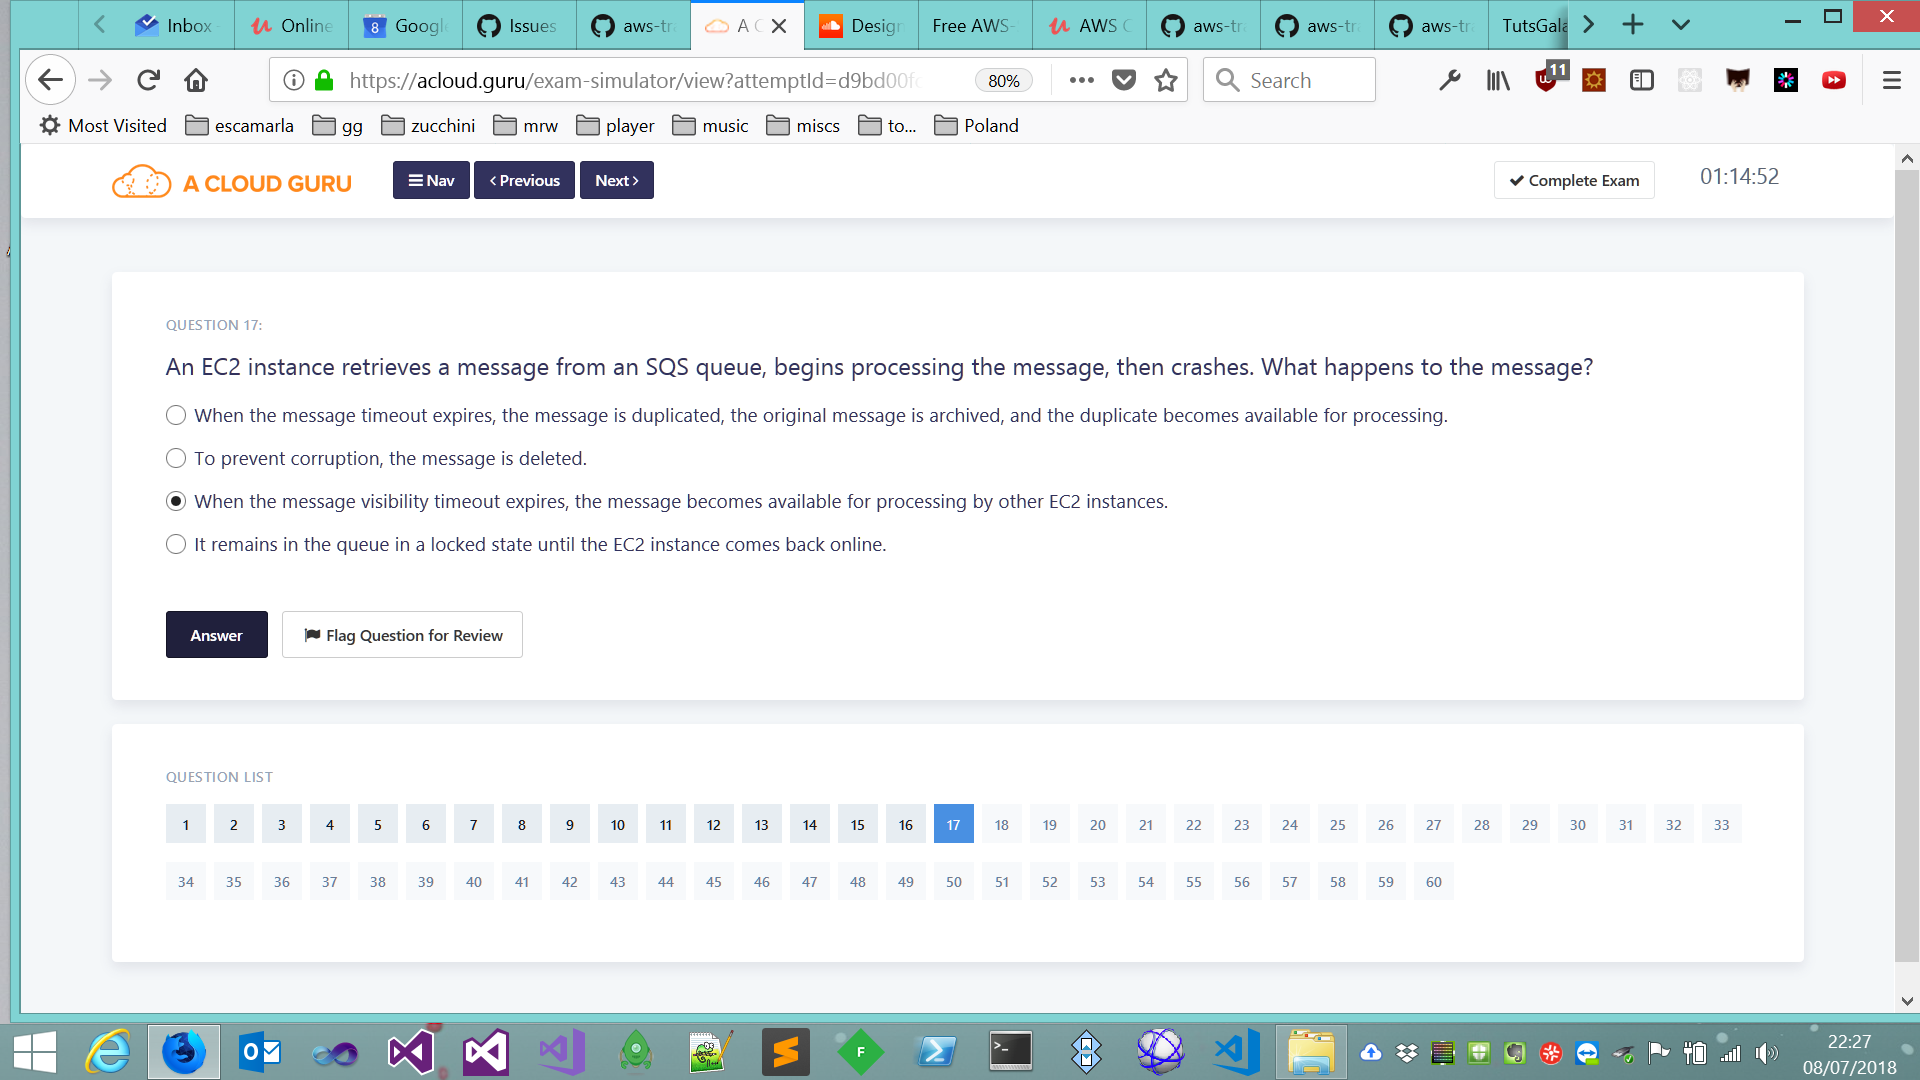 Inbox
Online
Googl
Issues
aws-tr
A C
Design
Free AWS-
AWS C
aws-tr
aws-tr
aws-tr
TutsGala
https://acloud.guru/exam-simulator/view?attemptId=d9bd00f
80%
Search
11
Most Visited
escamarla
gg
zucchini
mrw
player
music
miscs
to...
Poland
A CLOUD GURU
Nav
Previous
Next
Complete Exam
01:14:52
QUESTION 17:
An EC2 instance retrieves a message from an SQS queue, begins processing the message, then crashes. What happens to the message?
When the message timeout expires, the message is duplicated, the original message is archived, and the duplicate becomes available for processing.
To prevent corruption, the message is deleted.
When the message visibility timeout expires, the message becomes available for processing by other EC2 instances.
It remains in the queue in a locked state until the EC2 instance comes back online.
Answer
Flag Question for Review
QUESTION LIST
1 2 3 4 5 6 7 8 9 10 11 12 13 14 15 16 17 18 19 20 21 22 23 24 25 26 27 28 29 30 31 32 33
34 35 36 37 38 39 40 41 42 43 44 45 46 47 48 49 50 51 52 53 54 55 56 57 58 59 60
22:27
08/07/2018